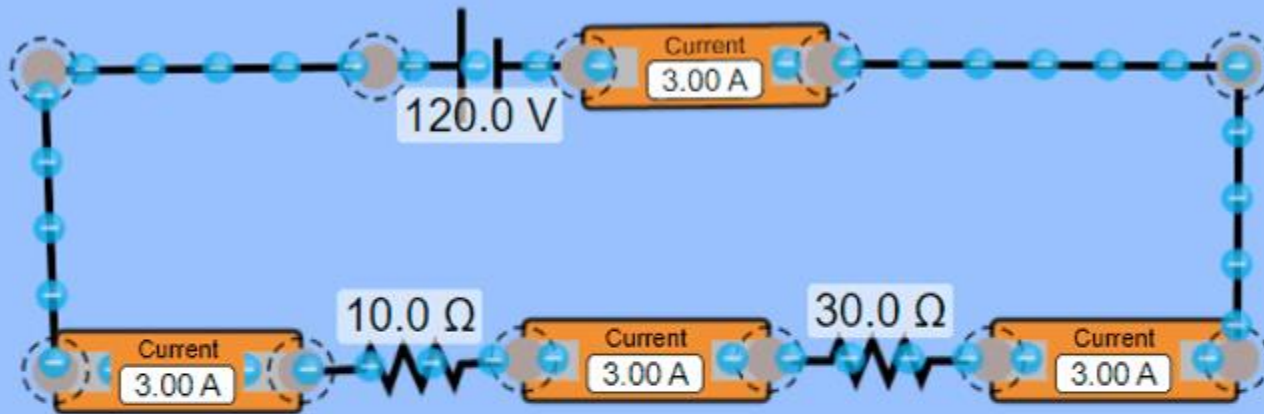 Current
3.00 A
120.0 V
10.0 Ω
30.0 Ω
Current
3.00 A
Current
3.00 A
Current
3.00 A